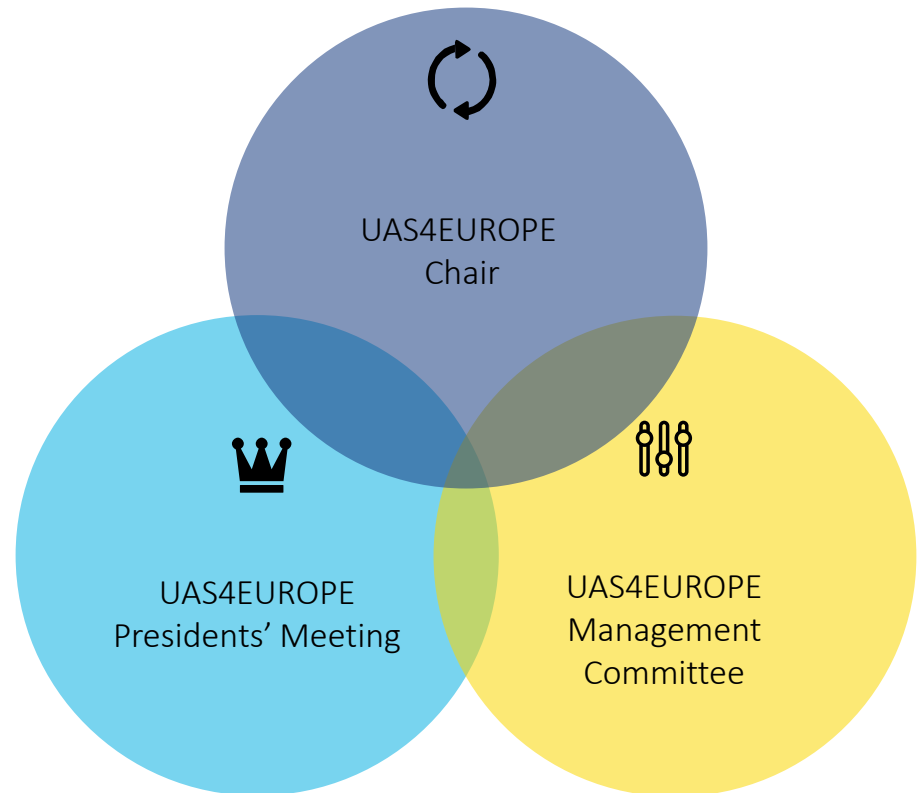 UAS4EUROPE
Chair
UAS4EUROPE
Presidents’ Meeting
UAS4EUROPE
Management
Committee